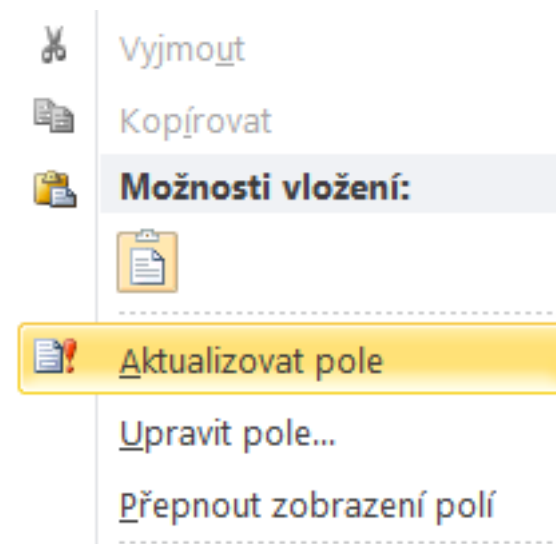 Vyjmout
Kopírovat
Možnosti vložení:
Aktualizovat pole
Upravit pole...
Přepnout zobrazení polí